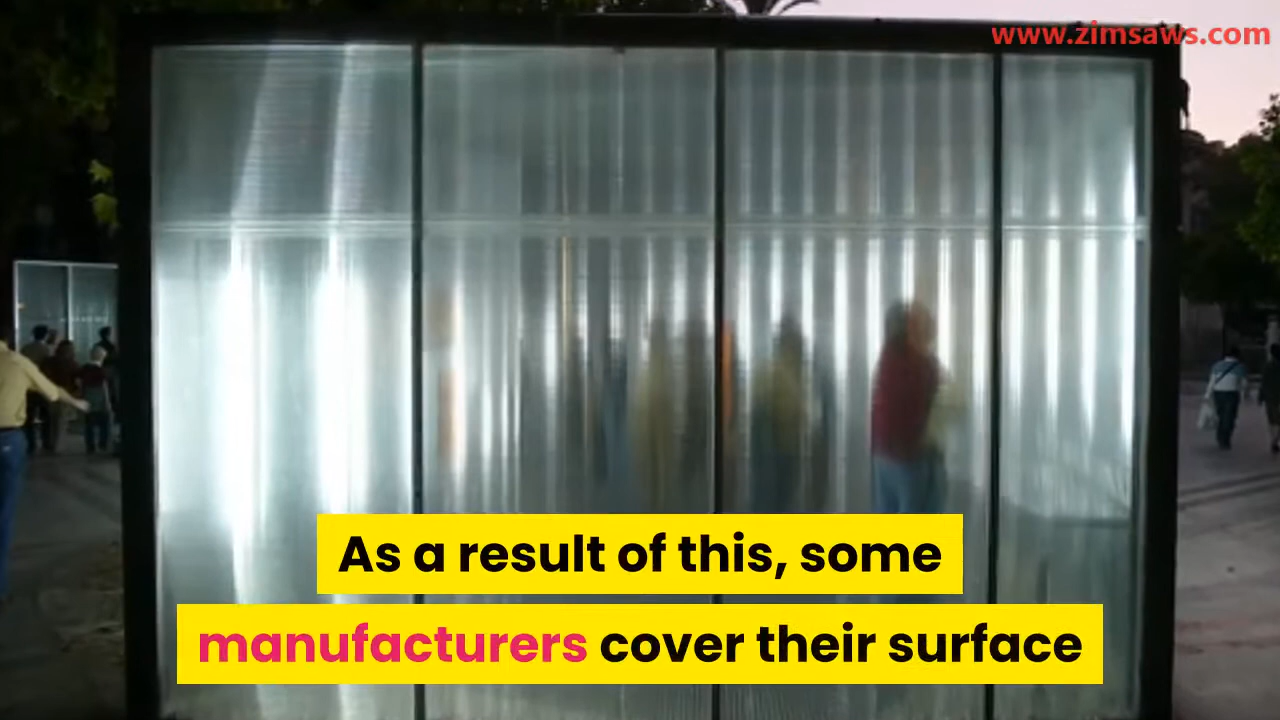 www.zimsaws.com
As a result of this, some
manufacturers cover their surface